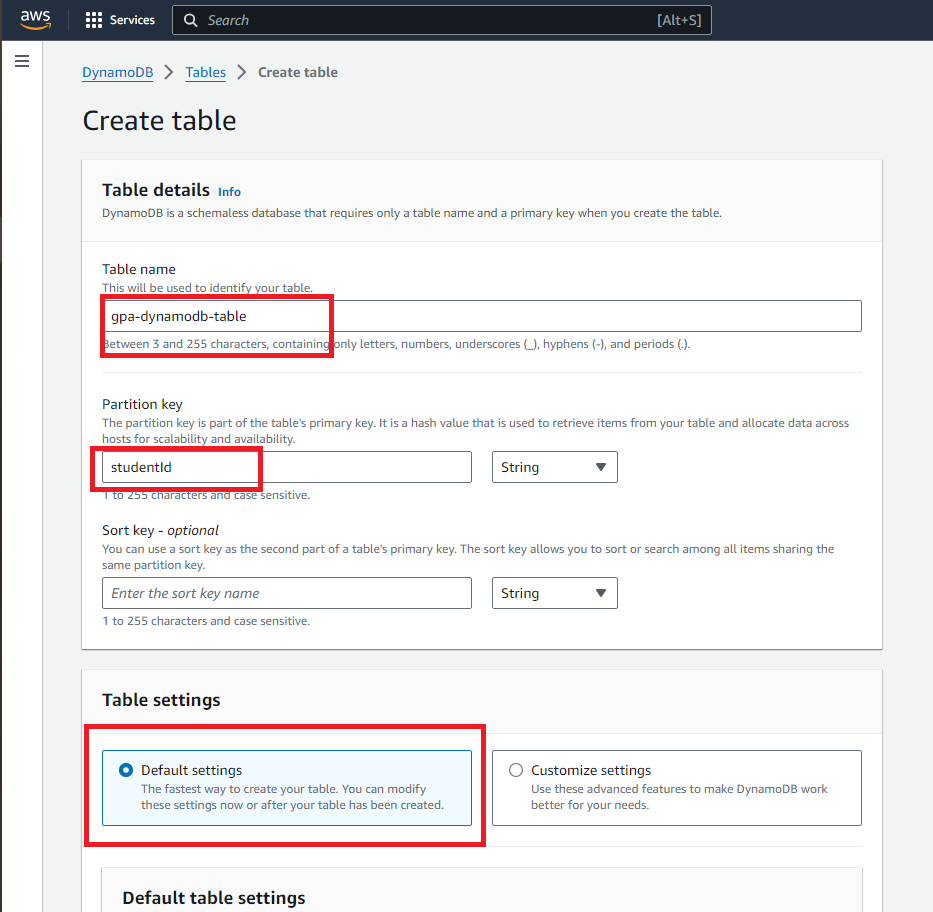 aws
Services
Search
[Alt+S]
DynamoDB > Tables > Create table
Create table
Table details Info
DynamoDB is a schemaless database that requires only a table name and a primary key when you create the table.
Table name
This will be used to identify your table.
gpa-dynamodb-table
Between 3 and 255 characters, containing only letters, numbers, underscores (_), hyphens (-), and periods (.).
Partition key
The partition key is part of the table's primary key. It is a hash value that is used to retrieve items from your table and allocate data across
hosts for scalability and availability.
studentId
String
1 to 255 characters and case sensitive.
Sort key - optional
You can use a sort key as the second part of a table's primary key. The sort key allows you to sort or search among all items sharing the
same partition key.
Enter the sort key name
String
1 to 255 characters and case sensitive.
Table settings
Default settings
The fastest way to create your table. You can modify
these settings now or after your table has been created.
Customize settings
Use these advanced features to make DynamoDB work
better for your needs.
Default table settings